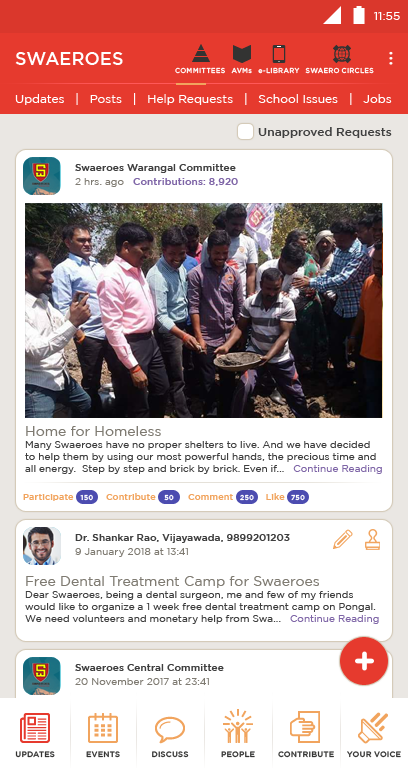 11:55
SWAEROES
COMMITTEES AVMs e-LIBRARY SWAERO CIRCLES
Updates | Posts | Help Requests | School Issues | Jobs
Unapproved Requests
Swaeroes Warangal Committee
2 hrs. ago Contributions: 8,920
Home for Homeless
Many Swaeroes have no proper shelters to live. And we have decided
to help them by using our most powerful hands, the precious time and
all energy. Step by step and brick by brick. Even if... Continue Reading
Participate 150 Contribute 50 Comment 250 Like 750
Dr. Shankar Rao, Vijayawada, 9899201203
9 January 2018 at 13:41
Free Dental Treatment Camp for Swaeroes
Dear Swaeroes, being a dental surgeon, me and few of my friends
would like to organize a 1 week free dental treatment camp on Pongal.
We need volunteers and monetary help from Swa... Continue Reading
Swaeroes Central Committee
20 November 2017 at 23:41
UPDATES EVENTS DISCUSS PEOPLE CONTRIBUTE YOUR VOICE